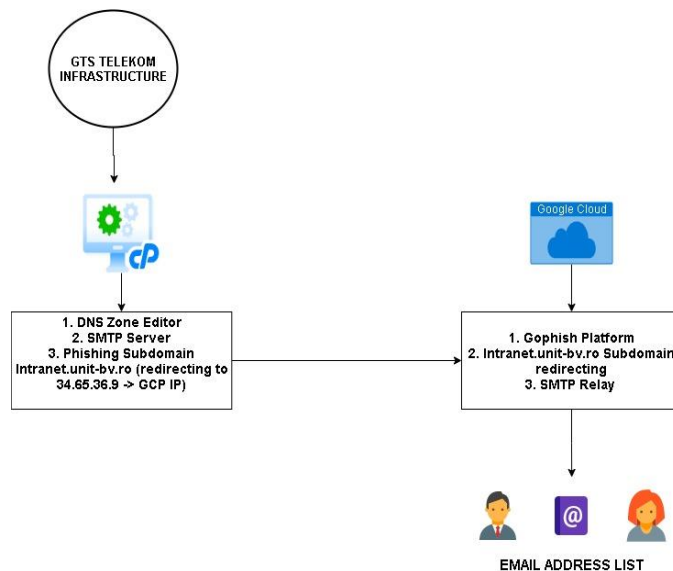 GTS TELEKOM
INFRASTRUCTURE
cP
Google Cloud
1. DNS Zone Editor
2. SMTP Server
3. Phishing Subdomain
Intranet.unit-bv.ro (redirecting to
34.65.36.9 -> GCP IP)
1. Gophish Platform
2. Intranet.unit-bv.ro Subdomain
redirecting
3. SMTP Relay
@
EMAIL ADDRESS LIST